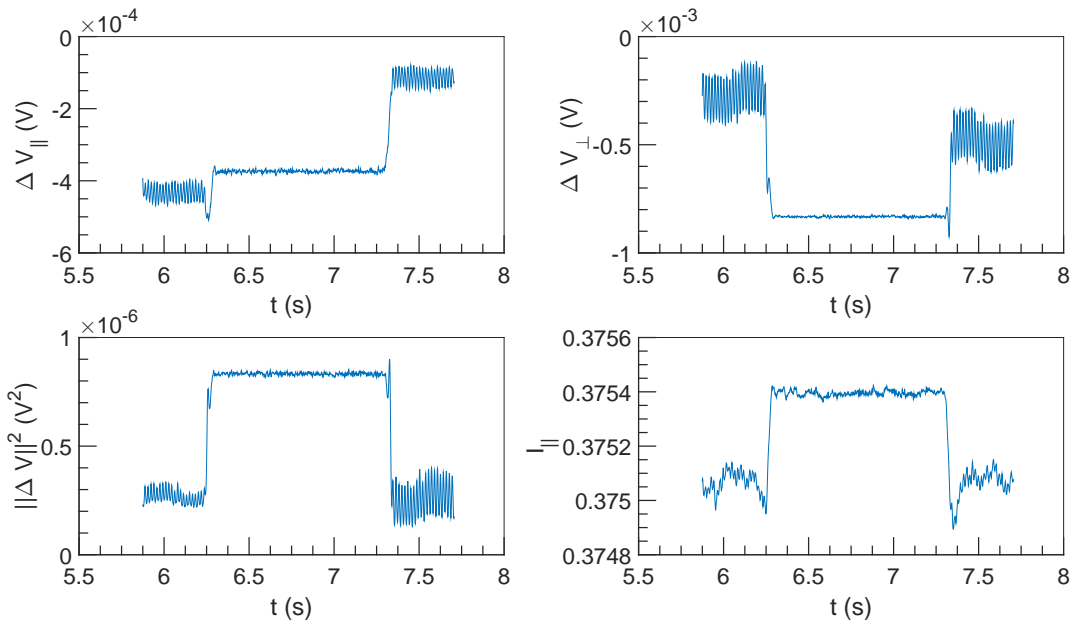 ×10⁻⁴
0
-2
-4
-6
Δ V∥ (V)
5.5 6 6.5 7 7.5 8
t (s)
×10⁻³
0
-0.5
-1
Δ V⊥ (V)
5.5 6 6.5 7 7.5 8
t (s)
×10⁻⁶
1
0.5
0
||Δ V||² (V²)
5.5 6 6.5 7 7.5 8
t (s)
0.3756
0.3754
0.3752
0.375
0.3748
I∥
5.5 6 6.5 7 7.5 8
t (s)